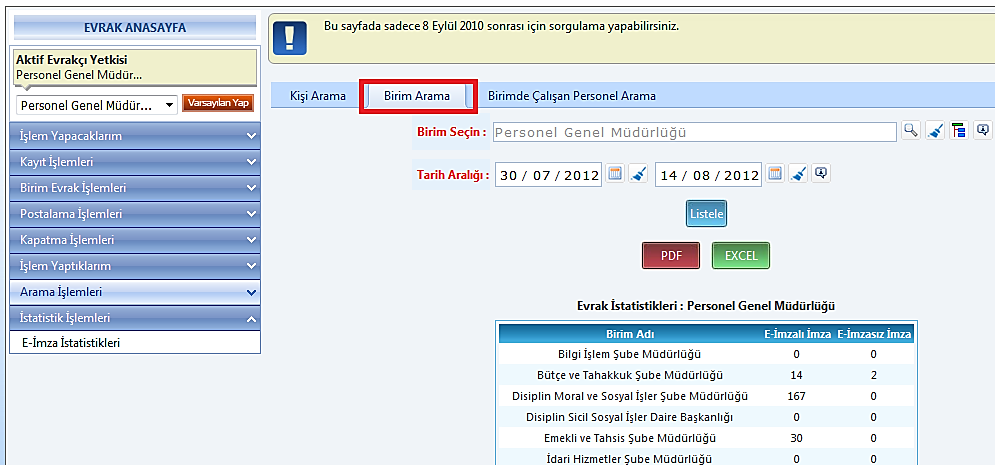 EVRAK ANASAYFA
Aktif Evrakçı Yetkisi
Personel Genel Müdür...
Personel Genel Müdür...
Varsayılan Yap
İşlem Yapacaklarım
Kayıt İşlemleri
Birim Evrak İşlemleri
Postalama İşlemleri
Kapatma İşlemleri
İşlem Yaptıklarım
Arama İşlemleri
İstatistik İşlemleri
E-İmza İstatistikleri
Bu sayfada sadece 8 Eylül 2010 sonrası için sorgulama yapabilirsiniz.
Kişi Arama Birim Arama Birimde Çalışan Personel Arama
Birim Seçin : Personel Genel Müdürlüğü
Tarih Aralığı : 30 / 07 / 2012 14 / 08 / 2012
Listele
PDF EXCEL
Evrak İstatistikleri : Personel Genel Müdürlüğü
Birim Adı E-İmzalı İmza E-İmzasız İmza
Bilgi İşlem Şube Müdürlüğü 0 0
Bütçe ve Tahakkuk Şube Müdürlüğü 14 2
Disiplin Moral ve Sosyal İşler Şube Müdürlüğü 167 0
Disiplin Sicil Sosyal İşler Daire Başkanlığı 0 0
Emekli ve Tahsis Şube Müdürlüğü 30 0
İdari Hizmetler Şube Müdürlüğü 0 0